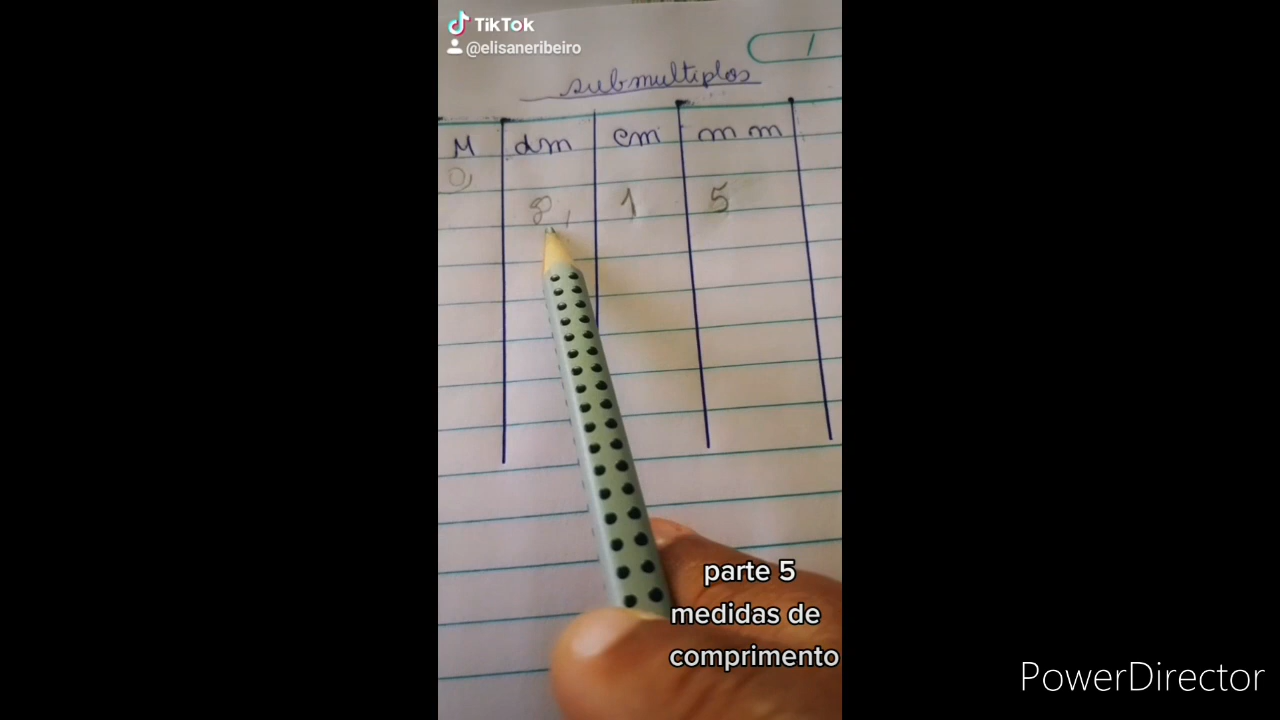 TikTok
@elisaneribeiro
1
submultiplos
M dm cm mm
0,
8, 1 5
parte 5
medidas de
comprimento
PowerDirector